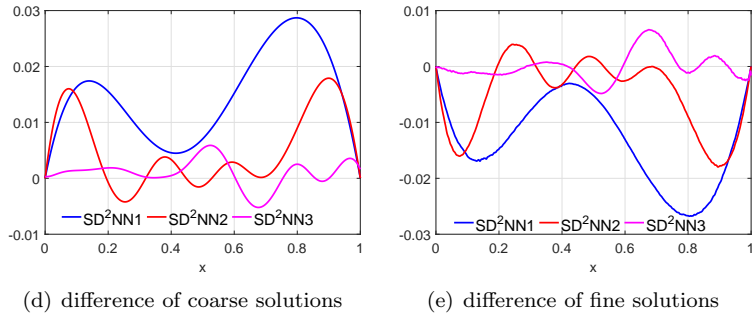 0.03
0.02
0.01
0
-0.01
0 0.2 0.4 0.6 0.8 1
x
SD²NN1 SD²NN2 SD²NN3
(d) difference of coarse solutions
0.01
0
-0.01
-0.02
-0.03
0 0.2 0.4 0.6 0.8 1
x
SD²NN1 SD²NN2 SD²NN3
(e) difference of fine solutions